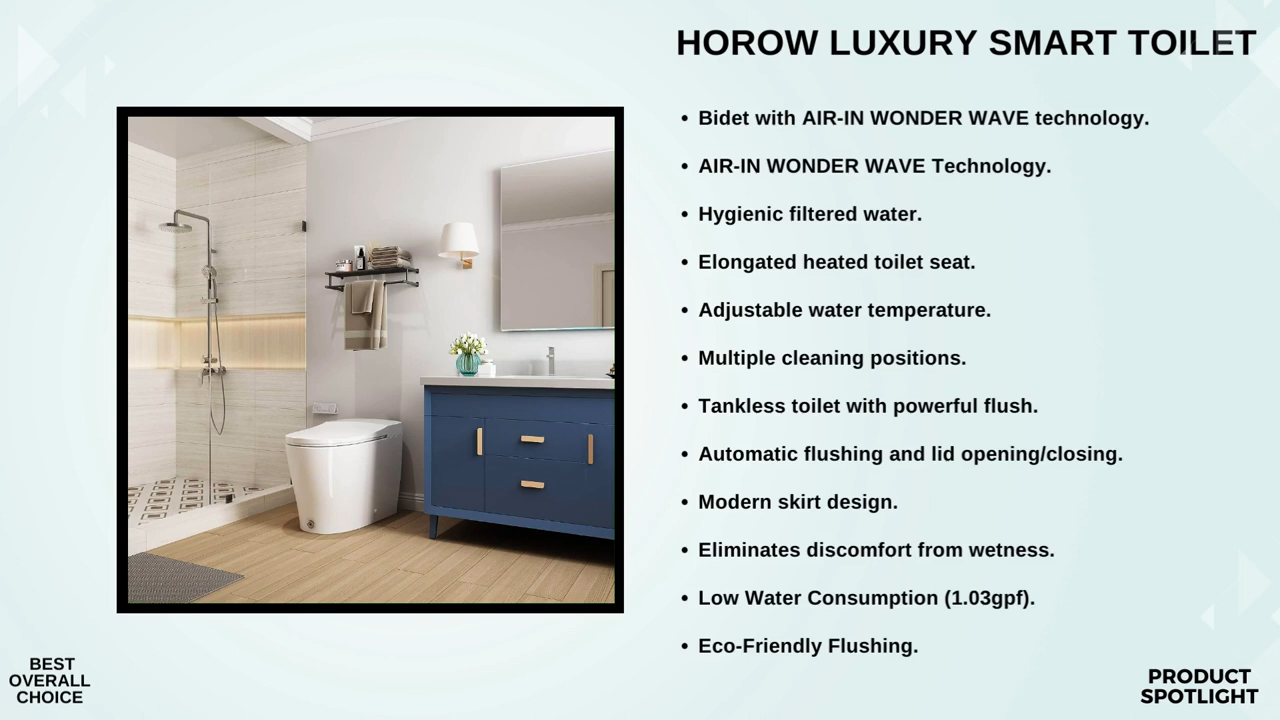 HOROW LUXURY SMART TOILET
• Bidet with AIR-IN WONDER WAVE technology.
• AIR-IN WONDER WAVE Technology.
• Hygienic filtered water.
• Elongated heated toilet seat.
• Adjustable water temperature.
• Multiple cleaning positions.
• Tankless toilet with powerful flush.
• Automatic flushing and lid opening/closing.
• Modern skirt design.
• Eliminates discomfort from wetness.
• Low Water Consumption (1.03gpf).
• Eco-Friendly Flushing.
BEST
OVERALL
CHOICE
PRODUCT
SPOTLIGHT